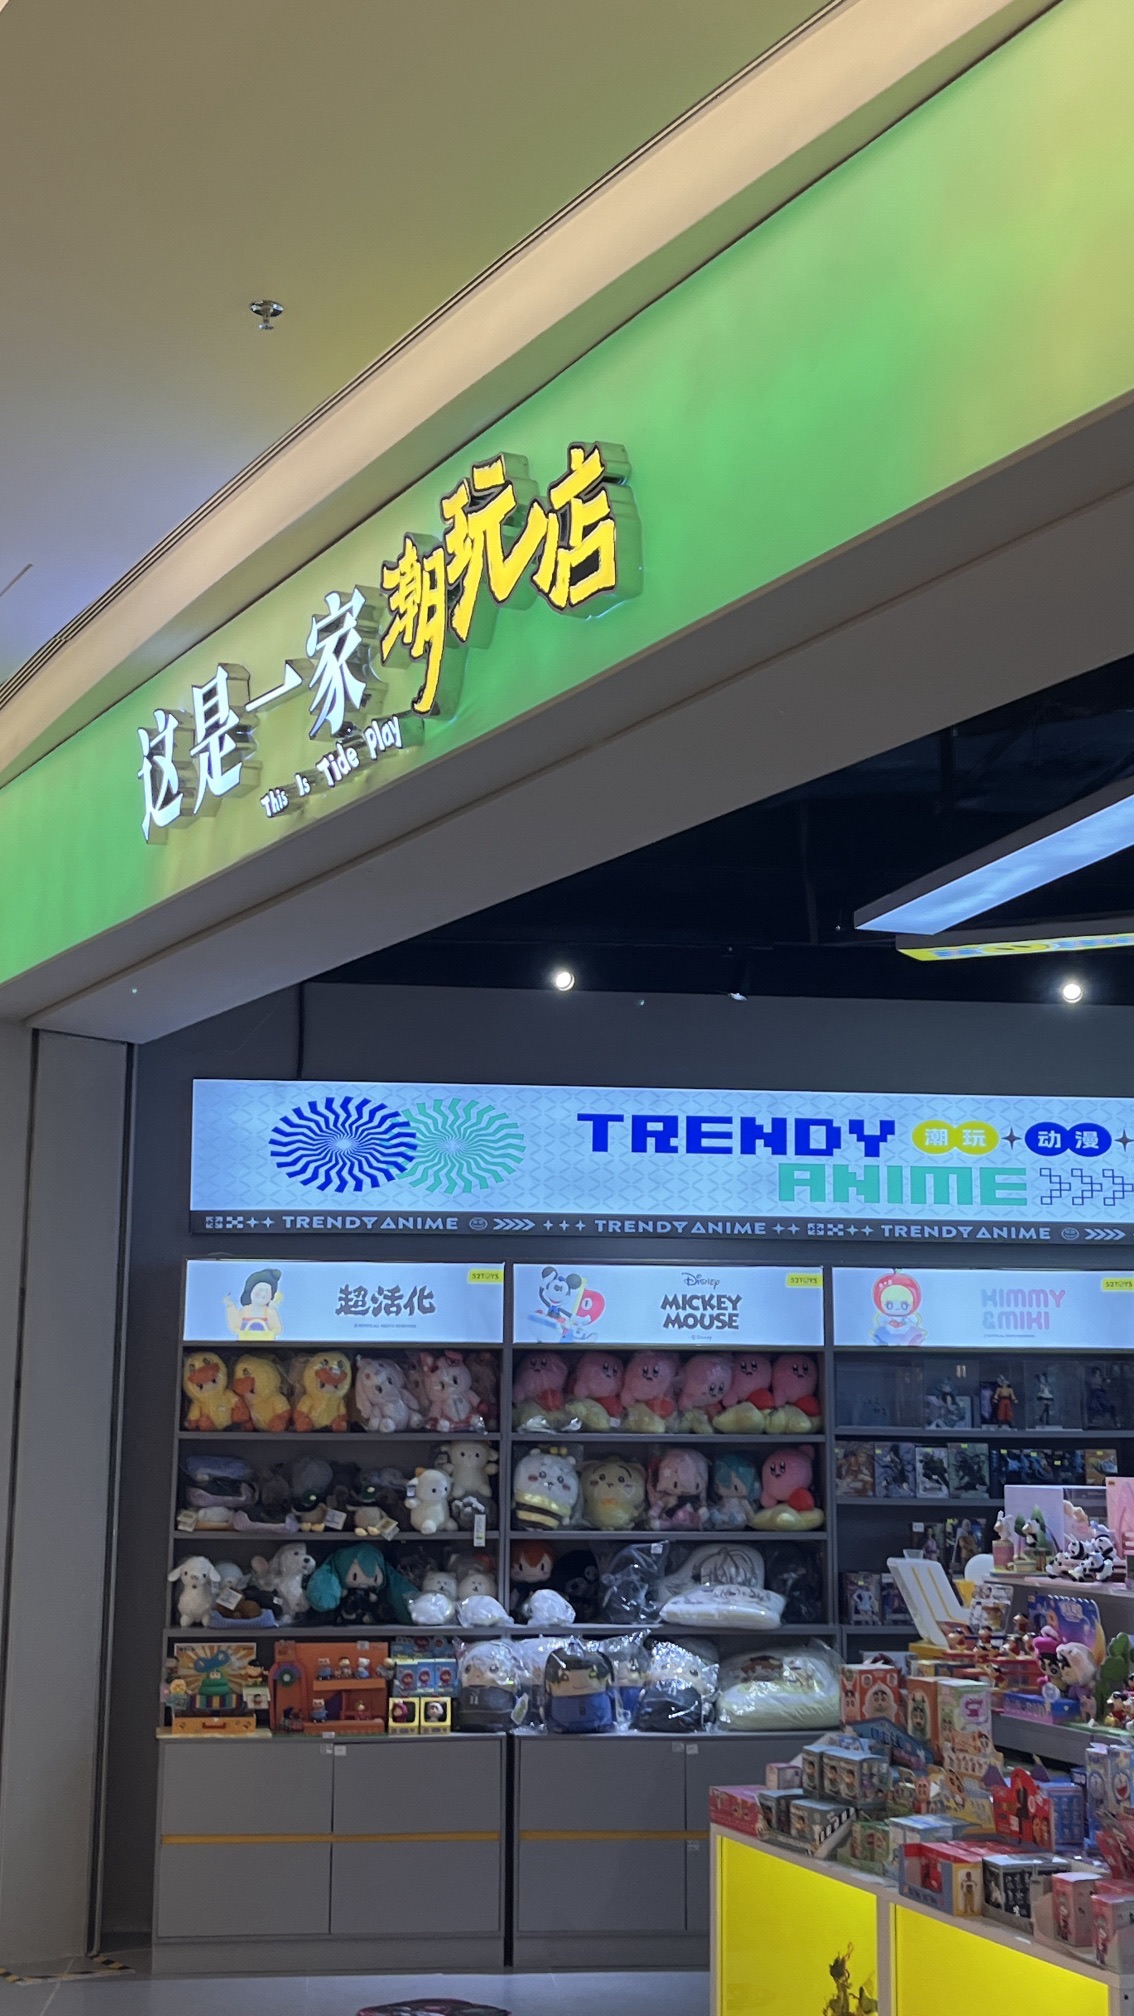 这是一家潮玩店
This Is Tide Play
TRENDY 潮玩 动漫
ANIME
TRENDYANIME TRENDYANIME TRENDYANIME
超活化
52TOYS
Disney
MICKEY
MOUSE
© Disney
52TOYS
KIMMY
&MIKI
52TOYS